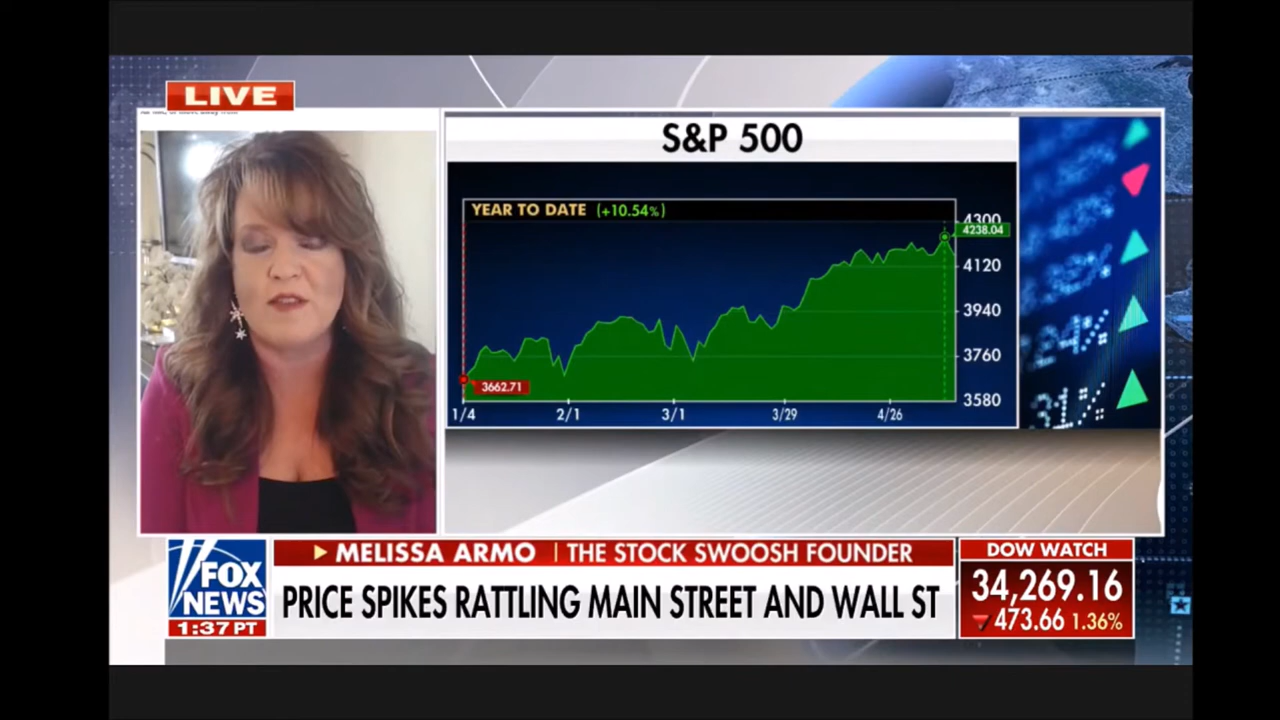 LIVE
S&P 500
YEAR TO DATE (+10.54%)
4300
4238.04
4120
3940
3760
3580
3662.71
1/4 2/1 3/1 3/29 4/26
MELISSA ARMO | THE STOCK SWOOSH FOUNDER
PRICE SPIKES RATTLING MAIN STREET AND WALL ST
FOX
NEWS
1:37 PT
DOW WATCH
34,269.16
473.66 1.36%